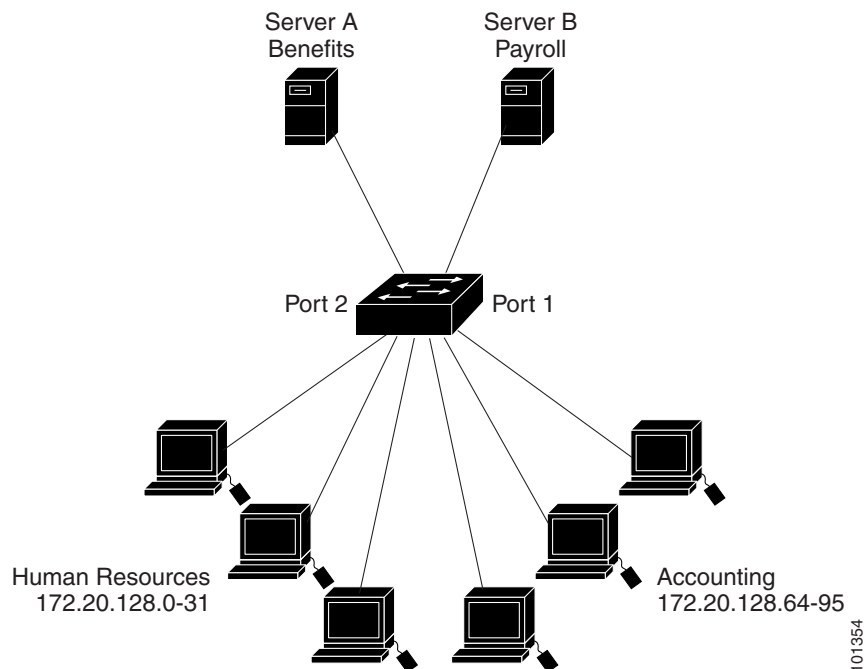 Server A
Benefits
Server B
Payroll
Port 2
Port 1
Human Resources
172.20.128.0-31
Accounting
172.20.128.64-95
101354